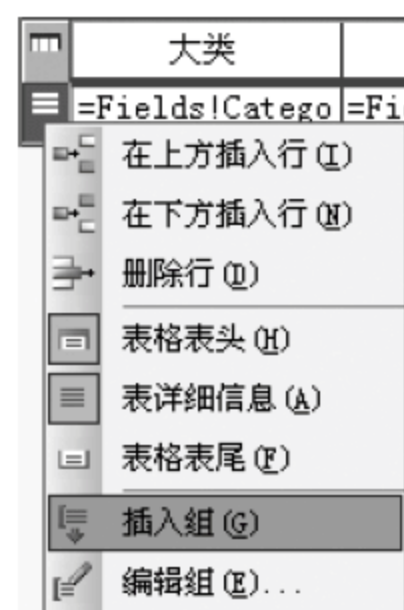 大类
=Fields!Catego =Fi
在上方插入行(I)
在下方插入行(N)
删除行(D)
表格表头(H)
表详细信息(A)
表格表尾(F)
插入组(G)
编辑组(E)...